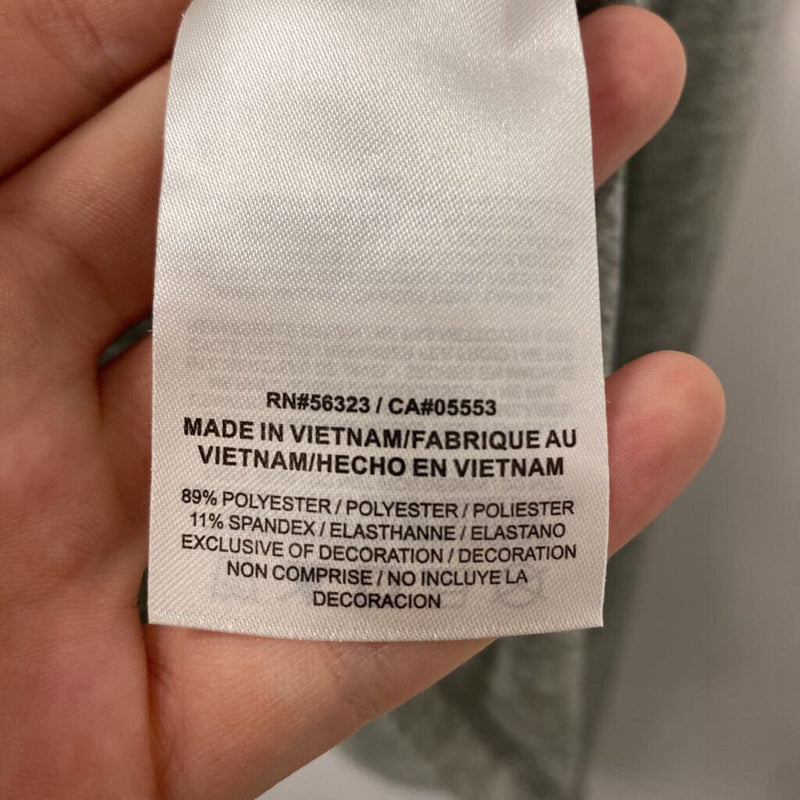 RN#56323 / CA#05553
MADE IN VIETNAM/FABRIQUE AU
VIETNAM/HECHO EN VIETNAM
89% POLYESTER / POLYESTER / POLIESTER
11% SPANDEX / ELASTHANNE / ELASTANO
EXCLUSIVE OF DECORATION / DECORATION
NON COMPRISE / NO INCLUYE LA
DECORACION